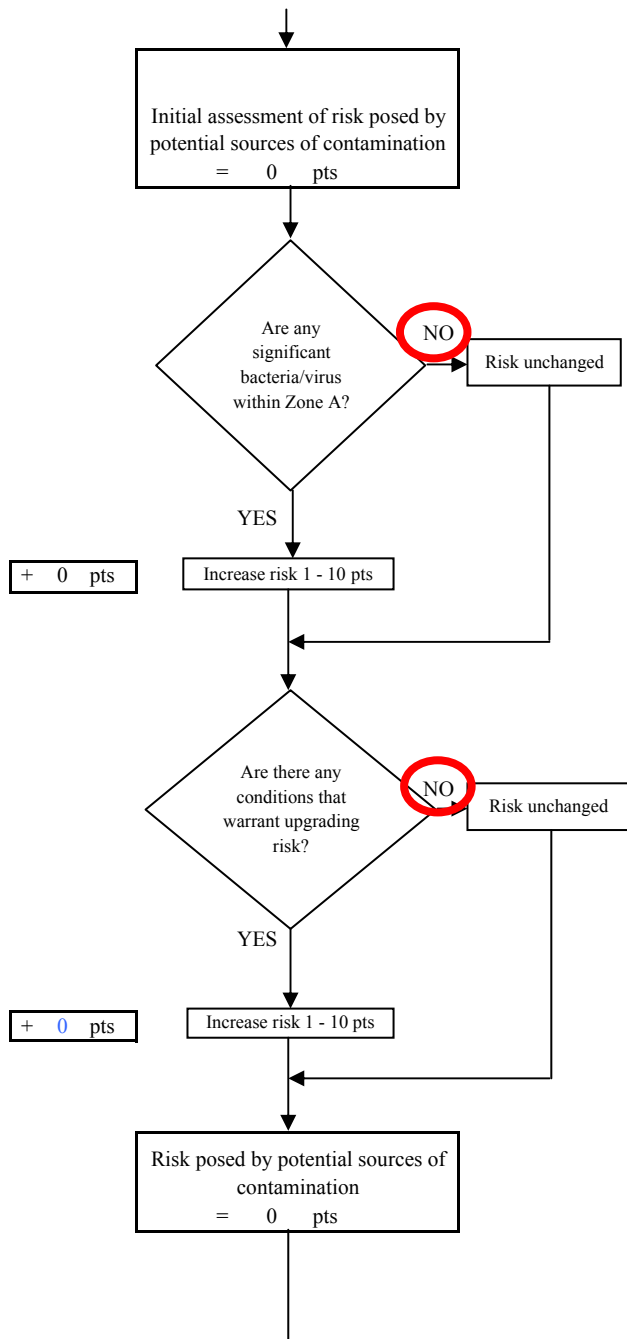 Initial assessment of risk posed by
potential sources of contamination
= 0 pts
Are any
significant
bacteria/virus
within Zone A?
NO
Risk unchanged
YES
+ 0 pts
Increase risk 1 - 10 pts
Are there any
conditions that
warrant upgrading
risk?
NO
Risk unchanged
YES
+ 0 pts
Increase risk 1 - 10 pts
Risk posed by potential sources of
contamination
= 0 pts